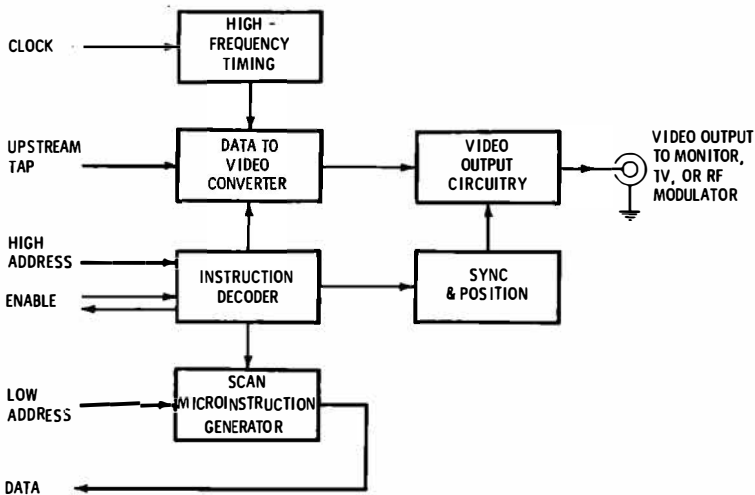 CLOCK
HIGH-
FREQUENCY
TIMING
UPSTREAM
TAP
DATA TO
VIDEO
CONVERTER
VIDEO
OUTPUT
CIRCUITRY
VIDEO OUTPUT
TO MONITOR,
TV, OR RF
MODULATOR
HIGH
ADDRESS
ENABLE
INSTRUCTION
DECODER
SYNC
& POSITION
LOW
ADDRESS
SCAN
MICROINSTRUCTION
GENERATOR
DATA